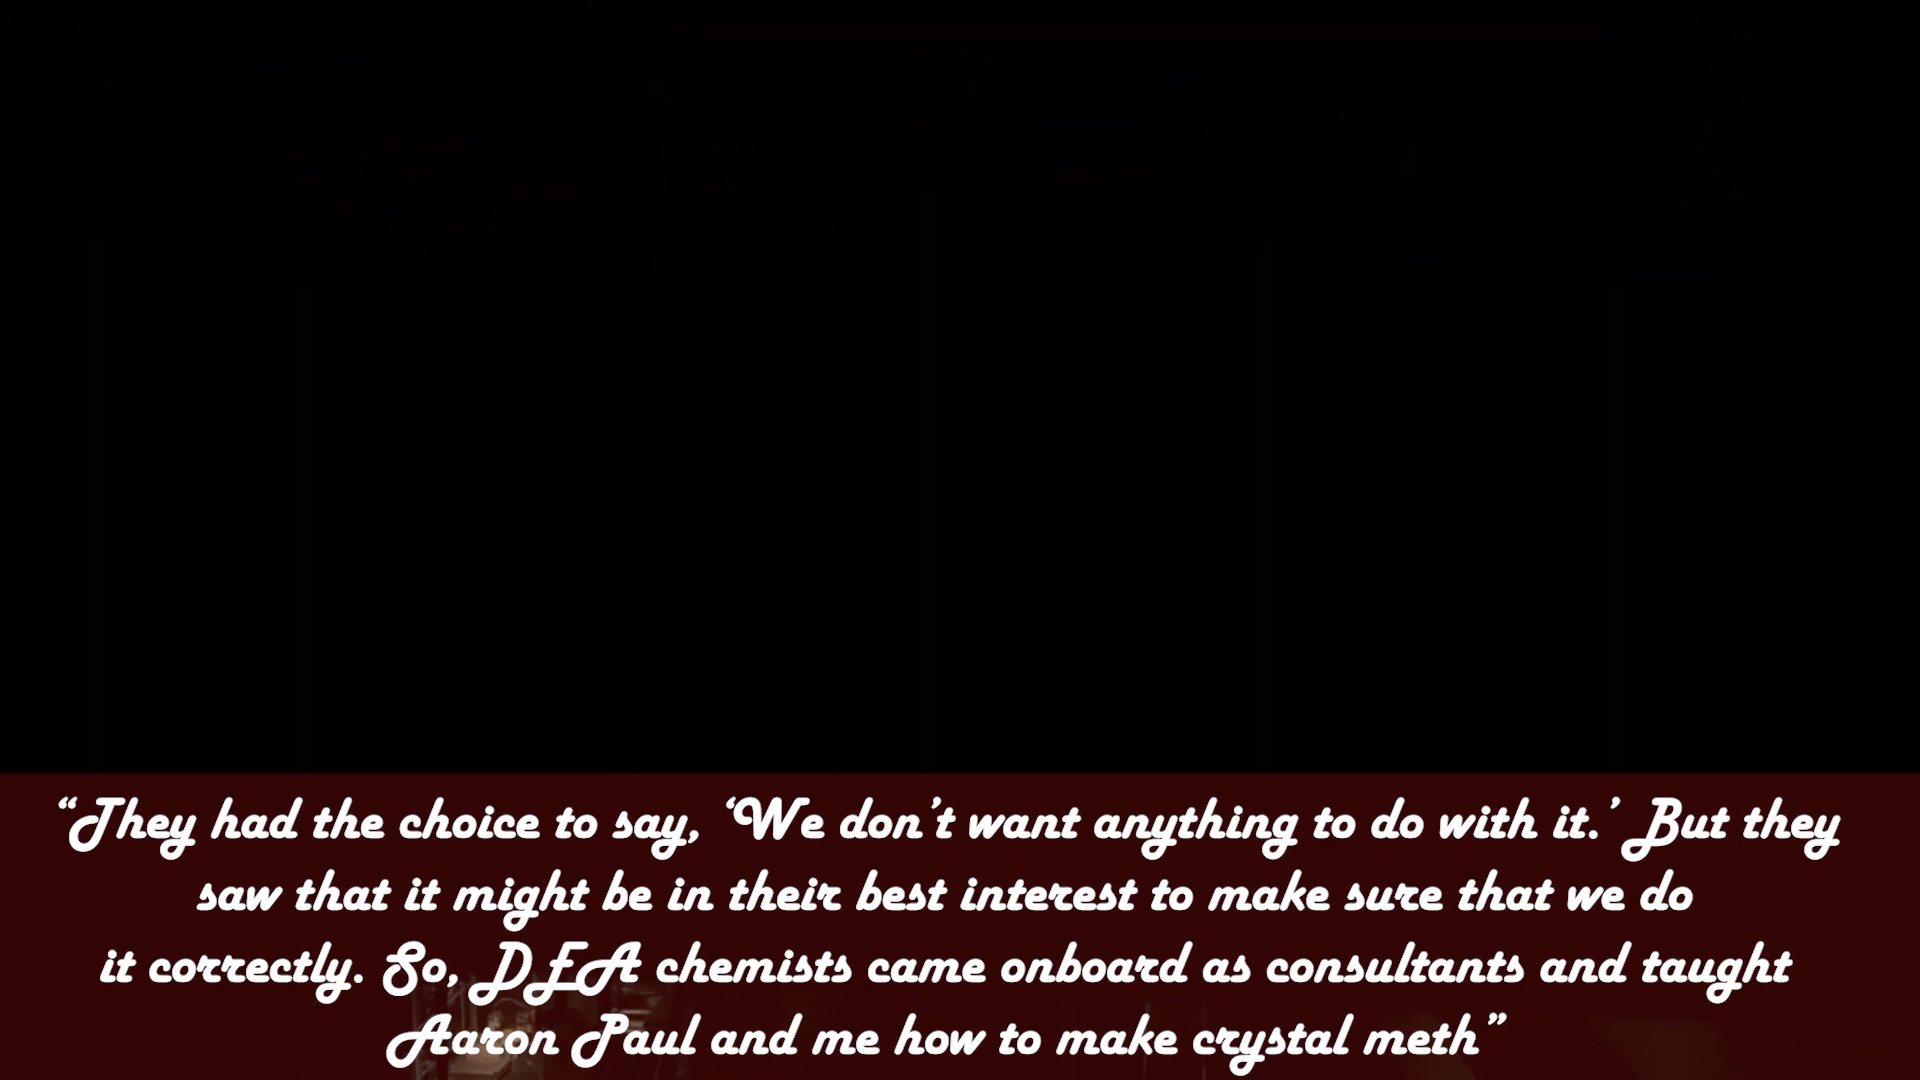 “They had the choice to say, ‘We don’t want anything to do with it.’ But they
saw that it might be in their best interest to make sure that we do
it correctly. So, DEA chemists came onboard as consultants and taught
Aaron Paul and me how to make crystal meth”